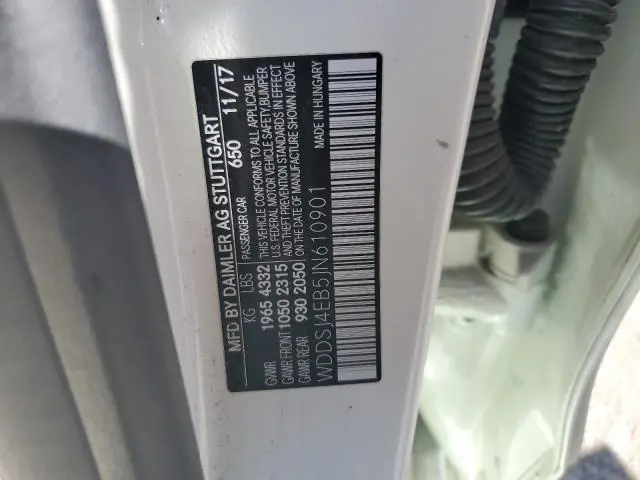 MFD BY DAIMLER AG STUTTGART
650 11/17
PASSENGER CAR
KG LBS
GVWR 1965 4332
GAWR FRONT 1050 2315
GAWR REAR 930 2050
THIS VEHICLE CONFORMS TO ALL APPLICABLE
U.S. FEDERAL MOTOR VEHICLE SAFETY,BUMPER
AND THEFT PREVENTION STANDARDS IN EFFECT
ON THE DATE OF MANUFACTURE SHOWN ABOVE
MADE IN HUNGARY
WDDSJ4EB5JN610901